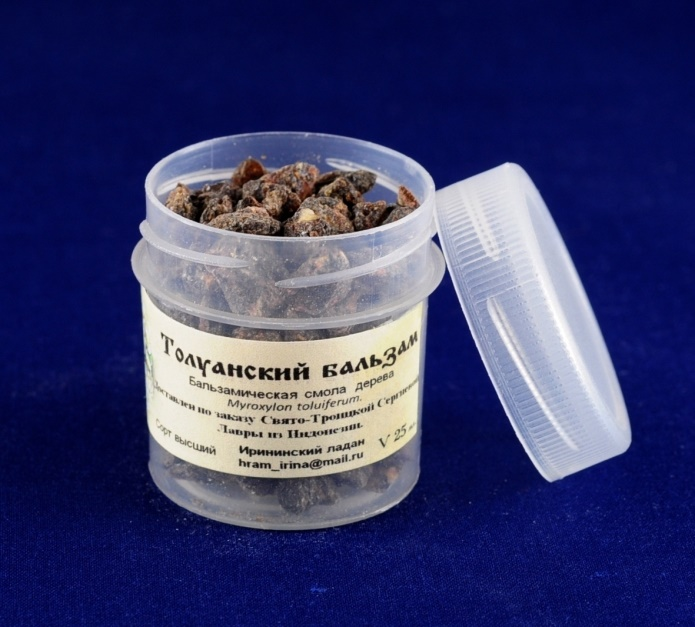 Толуанский бальзам
Бальзамическая смола дерева
Myroxylon toluiferum.
Доставлен по заказу Свято-Троицкой Сергиевой
Лавры из Индонезии.
Сорт высший
Ирининский ладан
hram_irina@mail.ru
V 25